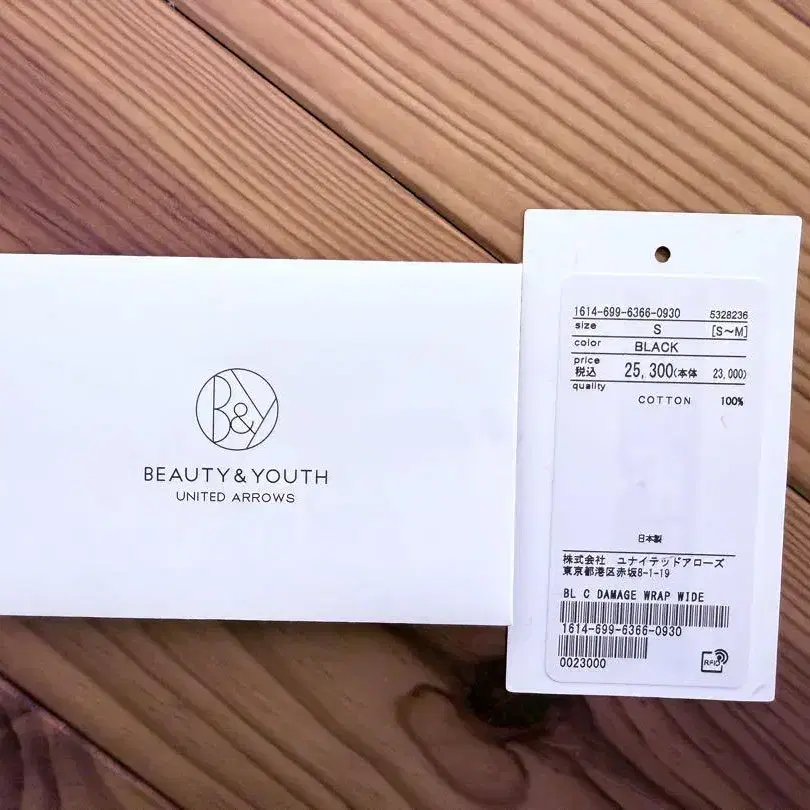 B&Y
BEAUTY&YOUTH
UNITED ARROWS
1614-699-6366-0930 5328236
size S [S~M]
color BLACK
price
税込 25,300(本体 23,000)
quality
COTTON 100%
日本製
株式会社 ユナイテッドアローズ
東京都港区赤坂8-1-19
BL C DAMAGE WRAP WIDE
1614-699-6366-0930
0023000
RFID